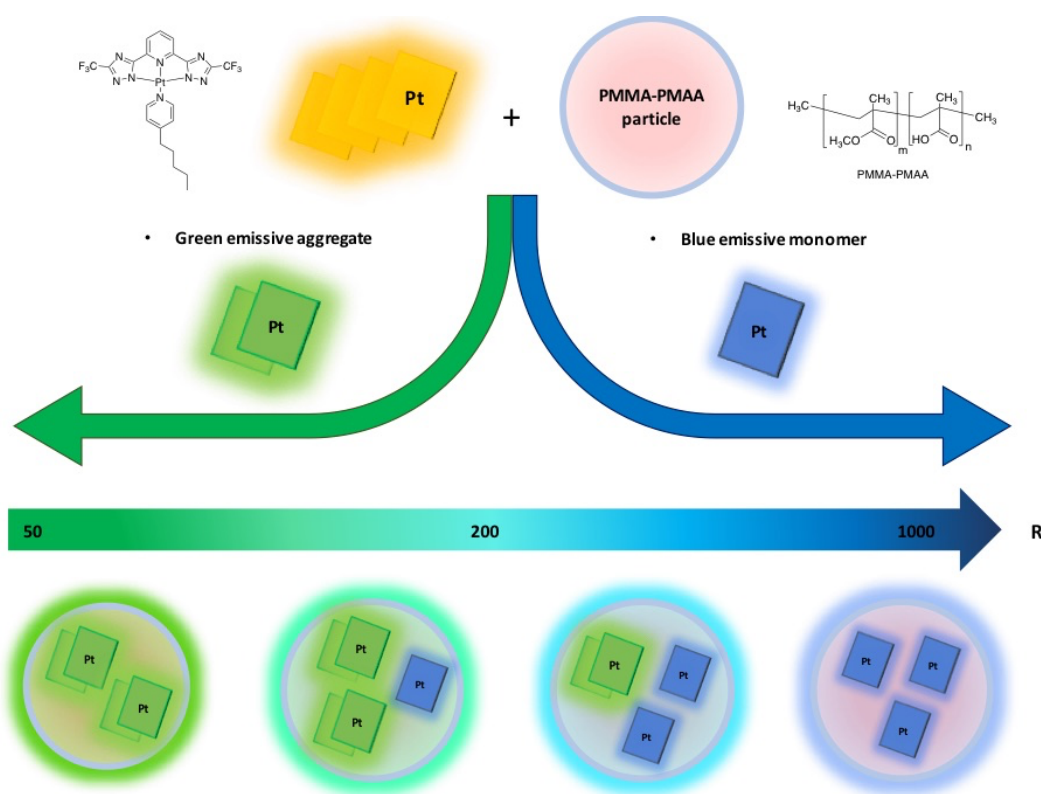 F₃C
N
N
N
N
N
N
N
CF₃
Pt
N
Pt
+
PMMA-PMAA
particle
H₃C
CH₃
CH₃
CH₃
H₃CO
O
m
HO
O
n
PMMA-PMAA
• Green emissive aggregate
• Blue emissive monomer
Pt
Pt
50
200
1000
R
Pt
Pt
Pt
Pt
Pt
Pt
Pt
Pt
Pt
Pt
Pt